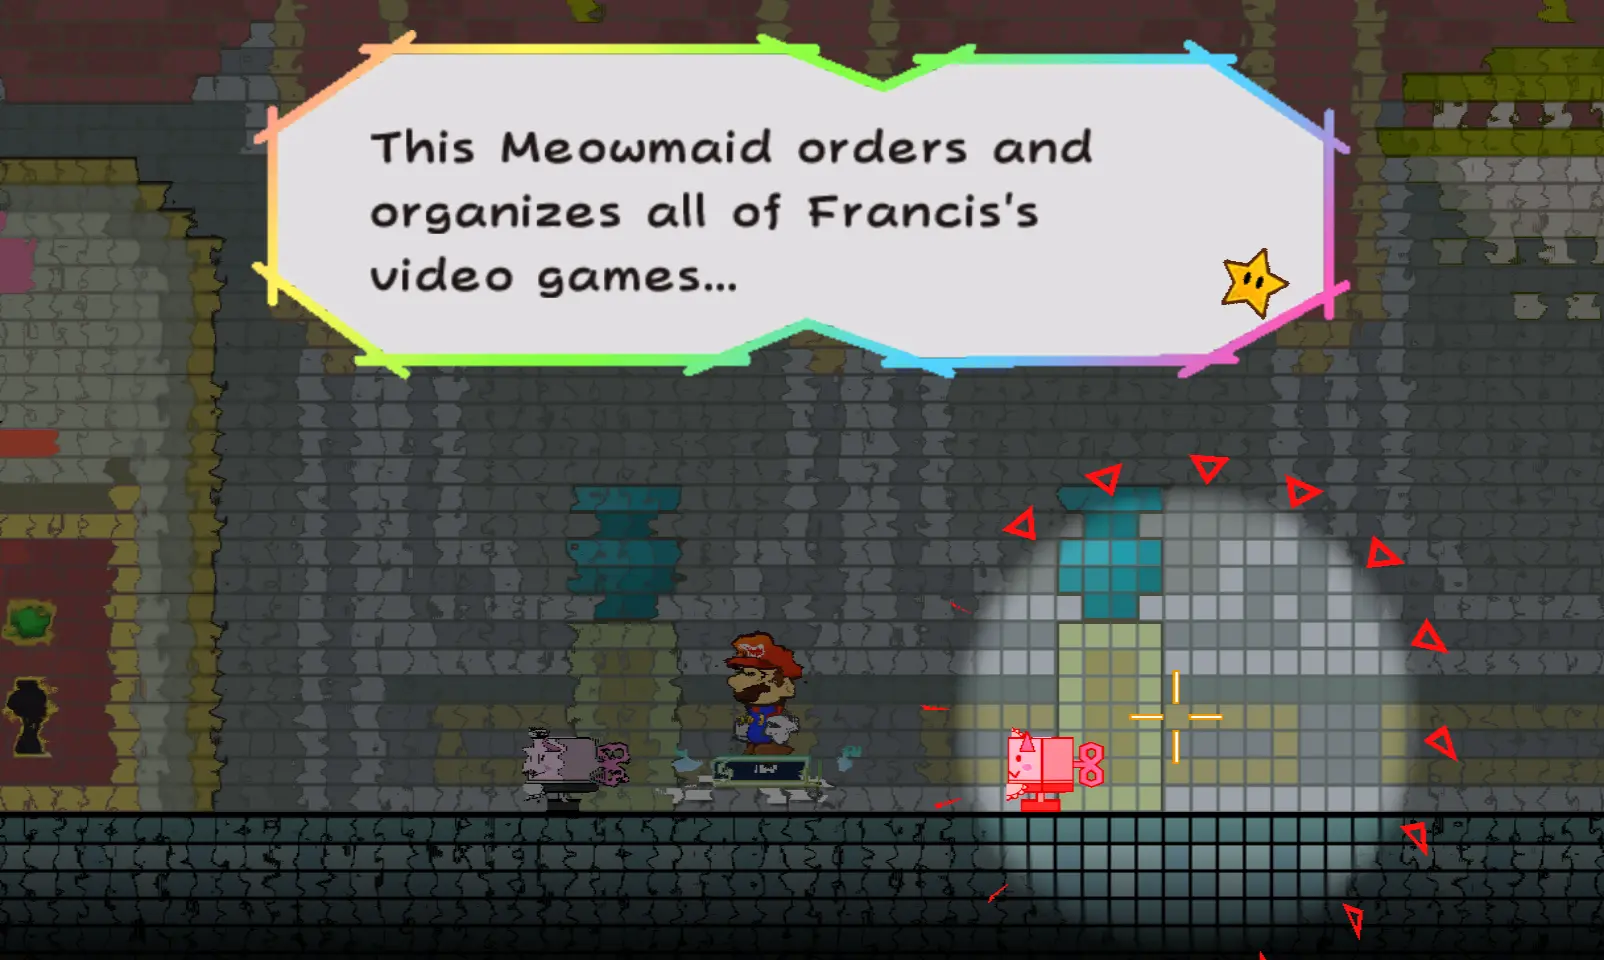 This Meowmaid orders and
organizes all of Francis's
video games...